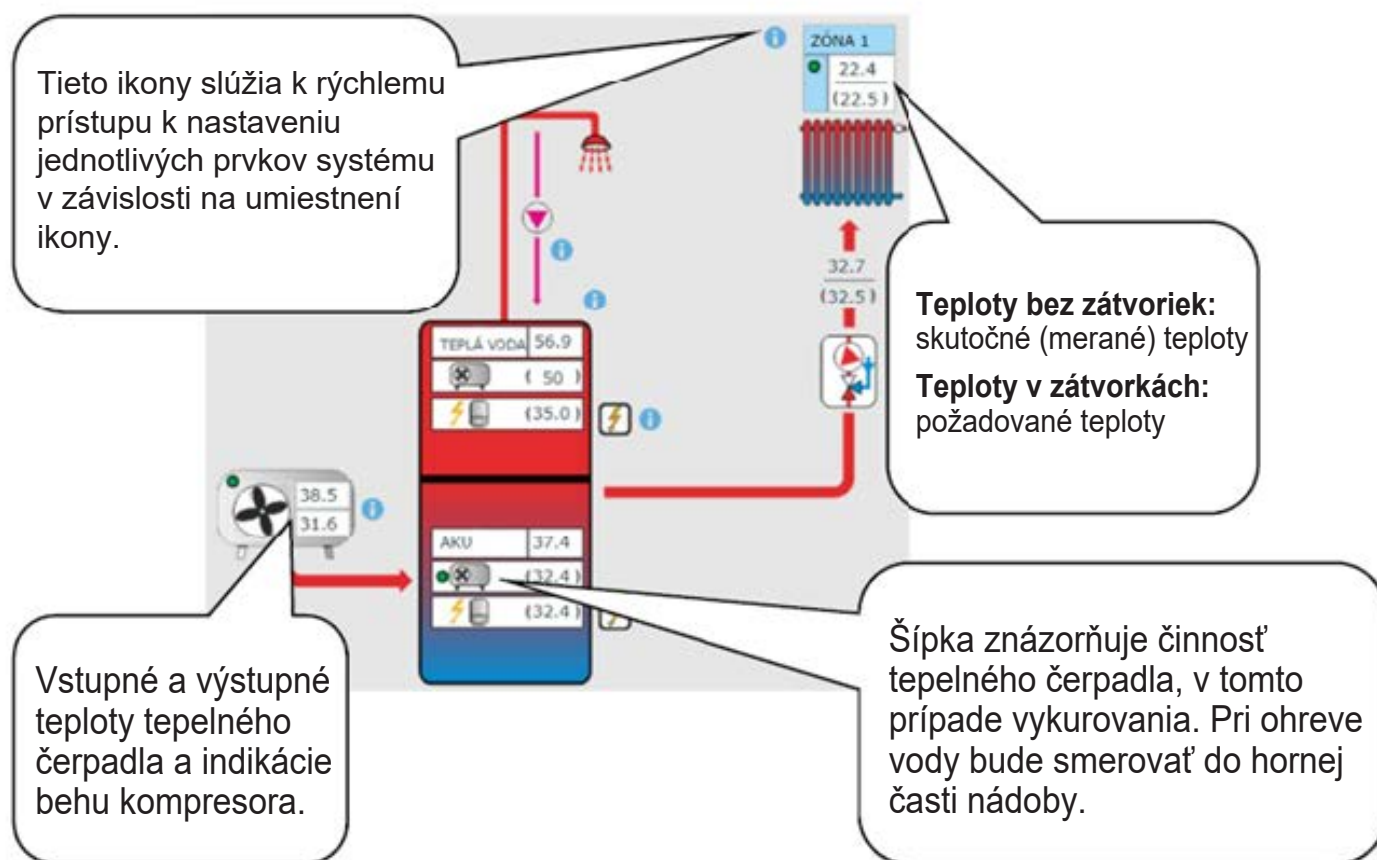 Tieto ikony slúžia k rýchlemu
prístupu k nastaveniu
jednotlivých prvkov systému
v závislosti na umiestnení
ikony.
ZÓNA 1
22.4
(22.5)
32.7
(32.5)
Teploty bez zátvoriek:
skutočné (merané) teploty
Teploty v zátvorkách:
požadované teploty
TEPLÁ VODA 56.9
( 50 )
(35.0)
38.5
31.6
AKU 37.4
(32.4)
(32.4)
Vstupné a výstupné
teploty tepelného
čerpadla a indikácie
behu kompresora.
Šípka znázorňuje činnosť
tepelného čerpadla, v tomto
prípade vykurovania. Pri ohreve
vody bude smerovať do hornej
časti nádoby.